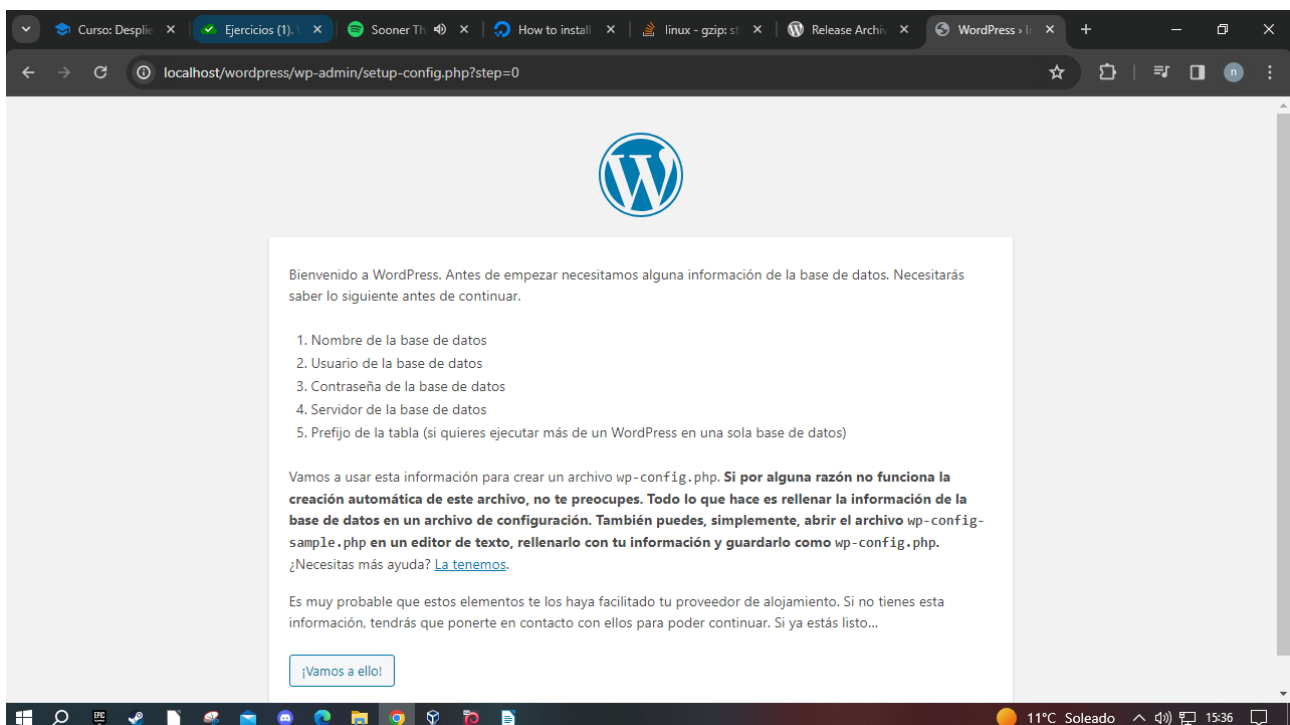 Curso: Desplie
Ejercicios (1).
Sooner Th
How to install
linux - gzip: st
Release Archiv
WordPress › In
localhost/wordpress/wp-admin/setup-config.php?step=0
n
Bienvenido a WordPress. Antes de empezar necesitamos alguna información de la base de datos. Necesitarás
saber lo siguiente antes de continuar.
1. Nombre de la base de datos
2. Usuario de la base de datos
3. Contraseña de la base de datos
4. Servidor de la base de datos
5. Prefijo de la tabla (si quieres ejecutar más de un WordPress en una sola base de datos)
Vamos a usar esta información para crear un archivo wp-config.php. Si por alguna razón no funciona la
creación automática de este archivo, no te preocupes. Todo lo que hace es rellenar la información de la
base de datos en un archivo de configuración. También puedes, simplemente, abrir el archivo wp-config-
sample.php en un editor de texto, rellenarlo con tu información y guardarlo como wp-config.php.
¿Necesitas más ayuda? La tenemos.
Es muy probable que estos elementos te los haya facilitado tu proveedor de alojamiento. Si no tienes esta
información, tendrás que ponerte en contacto con ellos para poder continuar. Si ya estás listo...
¡Vamos a ello!
EPIC
11°C Soleado
15:36